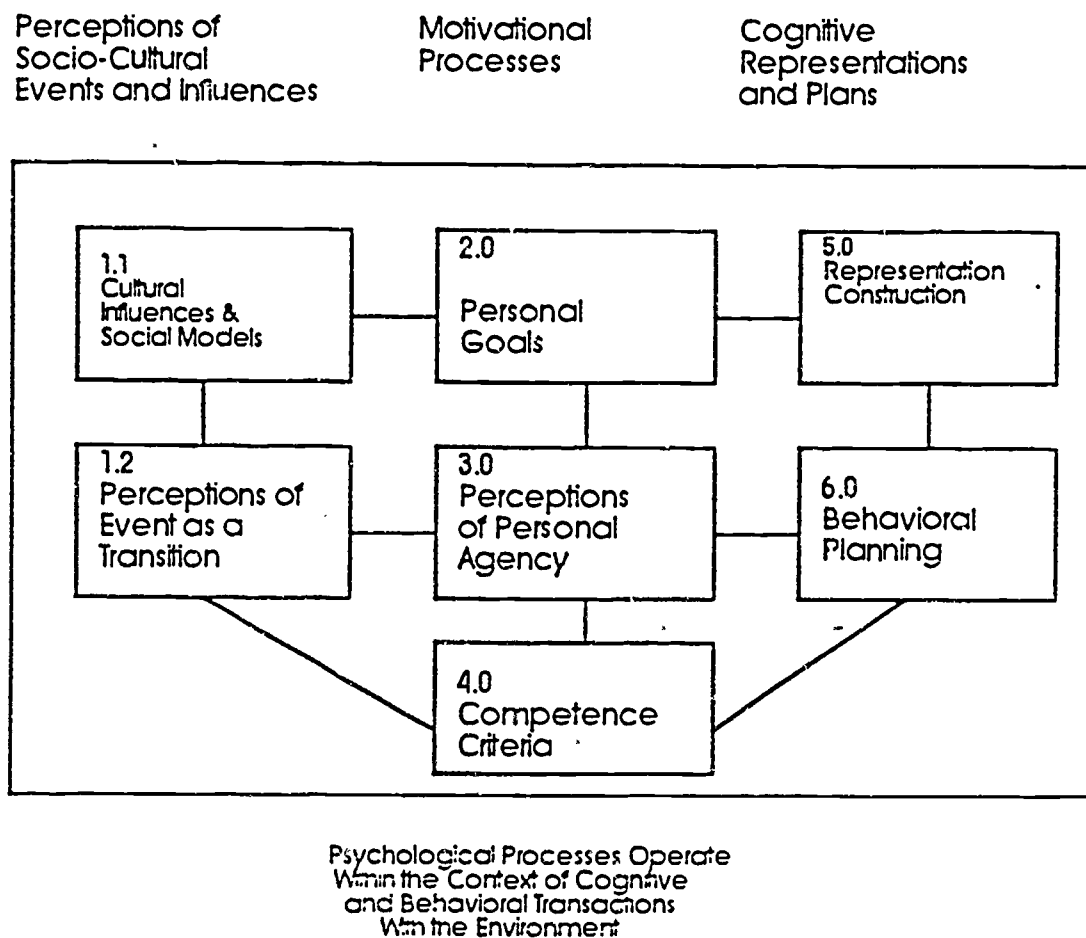 Perceptions of
Socio-Cultural
Events and Influences
Motivational
Processes
Cognitive
Representations
and Plans
1.1
Cultural
Influences &
Social Models
2.0
Personal
Goals
5.0
Representation
Construction
1.2
Perceptions of
Event as a
Transition
3.0
Perceptions
of Personal
Agency
6.0
Behavioral
Planning
4.0
Competence
Criteria
Psychological Processes Operate
Within the Context of Cognitive
and Behavioral Transactions
With the Environment